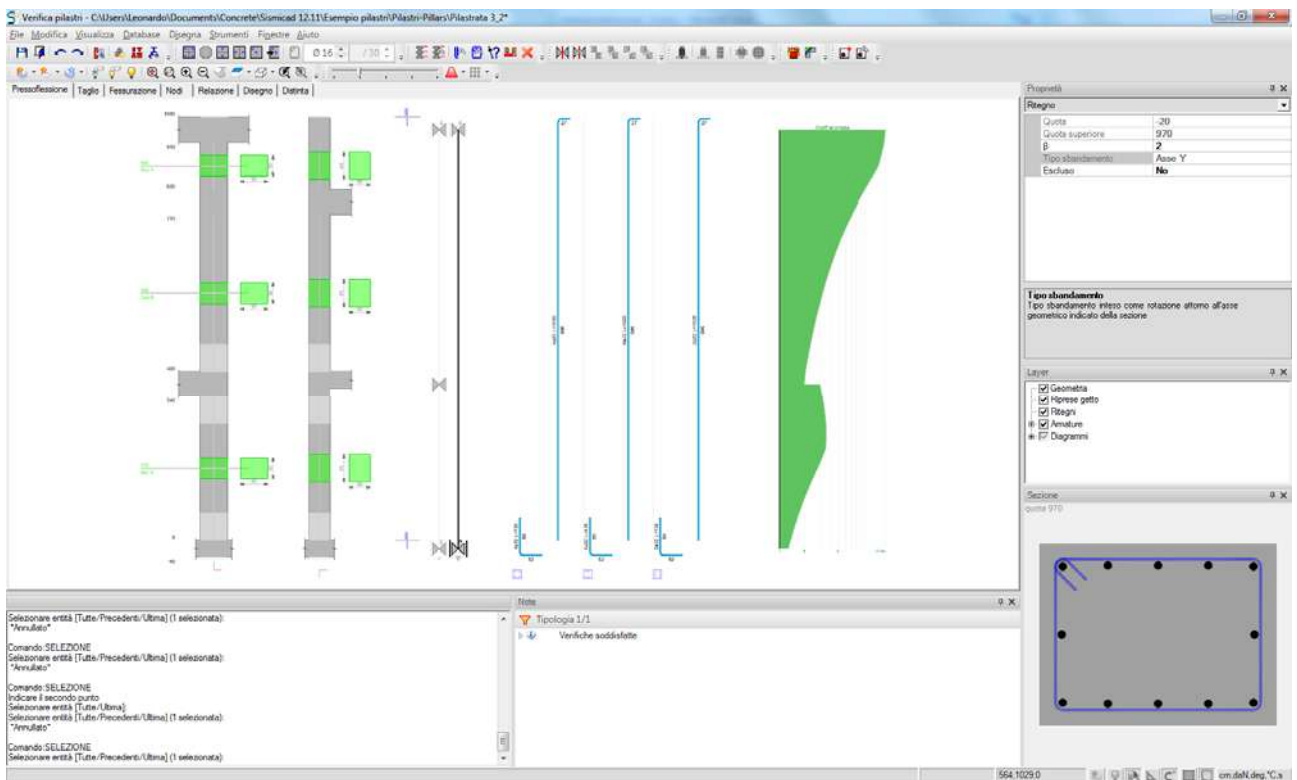 Verifica pilastri - C:\Users\Leonardo\Documents\Concrete\Sismicad 12.11\Esempio pilastri\Pilastri-Pillars\Pilastrata 3_2*
File Modifica Visualizza Database Disegna Strumenti Finestre Aiuto
Ø 16
/ 30
Pressoflessione Taglio Fessurazione Nodi Relazione Disegno Distinta
Proprietà
Ritegno
Quota -20
Quota superiore 970
β 2
Tipo sbandamento Asse Y
Escluso No
Tipo sbandamento
Tipo sbandamento inteso come rotazione attorno all'asse
geometrico indicato della sezione
Layer
Geometria
Riprese getto
Ritegni
Armature
Diagrammi
Sezione
quota 970
Selezionare entità [Tutte/Precedenti/Ultima] (1 selezionata):
"Annullato"
Comando:SELEZIONE
Selezionare entità [Tutte/Precedenti/Ultima] (1 selezionata):
"Annullato"
Comando:SELEZIONE
Indicare il secondo punto
Selezionare entità [Tutte/Ultima]:
Selezionare entità [Tutte/Precedenti/Ultima] (1 selezionata):
"Annullato"
Comando:SELEZIONE
Selezionare entità [Tutte/Precedenti/Ultima] (1 selezionata):
Note
Tipologia 1/1
Verifiche soddisfatte
564,1029.0
cm,daN,deg,°C,s